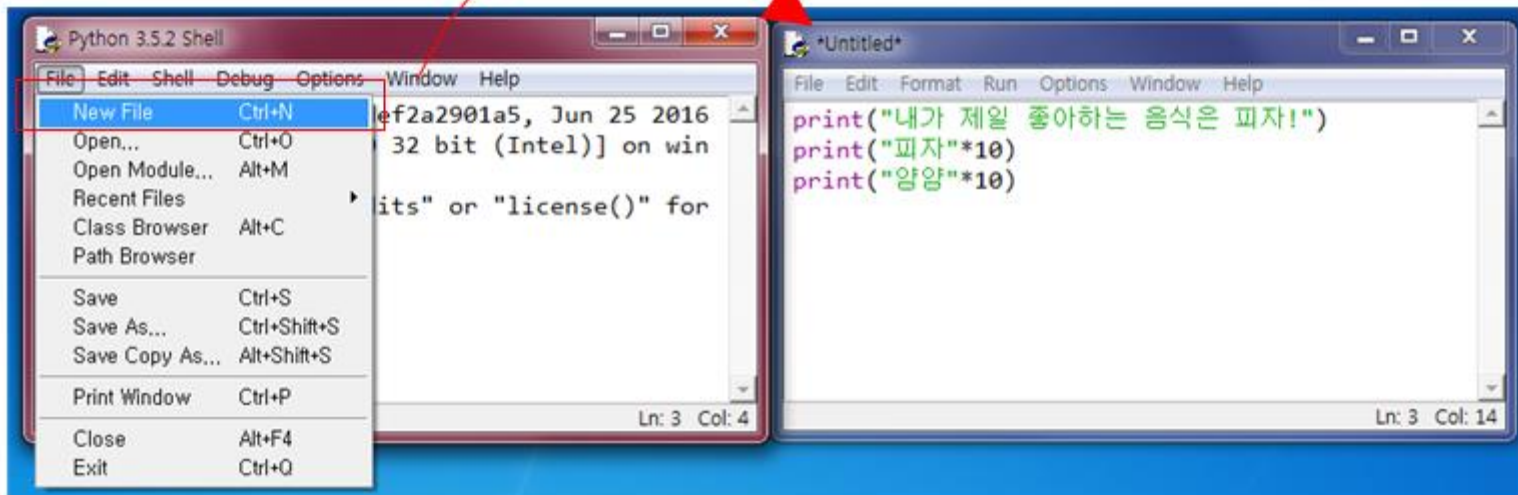 Python 3.5.2 Shell
File Edit Shell Debug Options Window Help
New File Ctrl+N
Open... Ctrl+O
Open Module... Alt+M
Recent Files
Class Browser Alt+C
Path Browser
Save Ctrl+S
Save As... Ctrl+Shift+S
Save Copy As... Alt+Shift+S
Print Window Ctrl+P
Close Alt+F4
Exit Ctrl+Q
ef2a2901a5, Jun 25 2016
32 bit (Intel)] on win
its" or "license()" for
Ln: 3 Col: 4
*Untitled*
File Edit Format Run Options Window Help
print("내가 제일 좋아하는 음식은 피자!")
print("피자"*10)
print("얌얌"*10)
Ln: 3 Col: 14